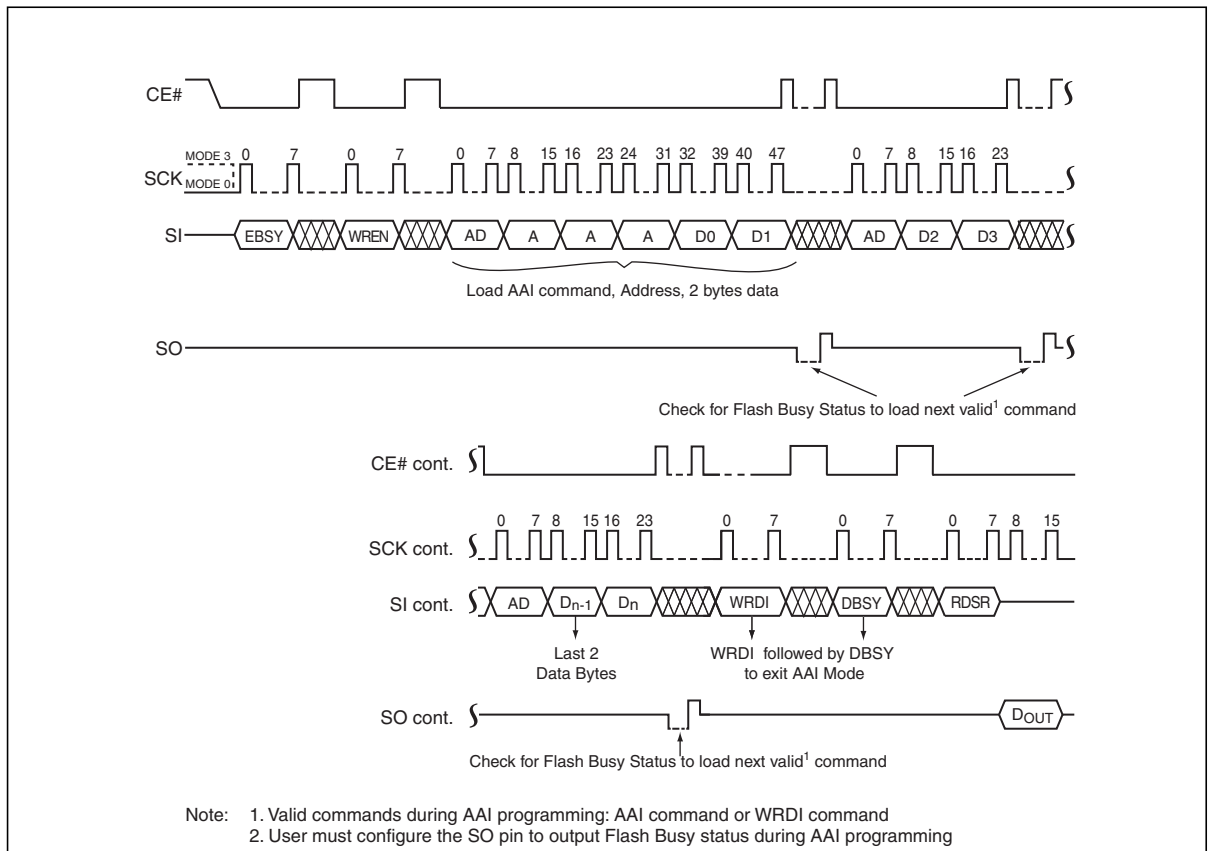 CE#
MODE 3
0 7 0 7 0 7 8 15 16 23 24 31 32 39 40 47 0 7 8 15 16 23
SCK
MODE 0
SI EBSY WREN AD A A A D0 D1 AD D2 D3
Load AAI command, Address, 2 bytes data
SO
Check for Flash Busy Status to load next valid1 command
CE# cont.
0 7 8 15 16 23 0 7 0 7 0 7 8 15
SCK cont.
SI cont. AD Dn-1 Dn WRDI DBSY RDSR
Last 2 WRDI followed by DBSY
Data Bytes to exit AAI Mode
SO cont. DOUT
Check for Flash Busy Status to load next valid1 command
Note: 1. Valid commands during AAI programming: AAI command or WRDI command
2. User must configure the SO pin to output Flash Busy status during AAI programming